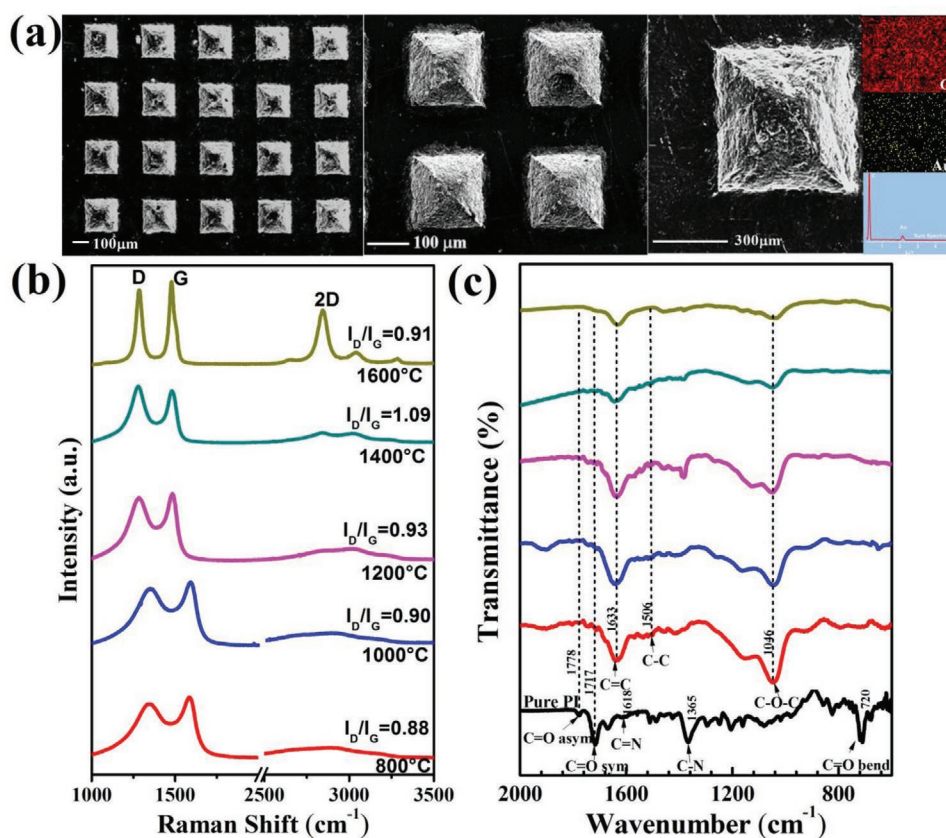 (a)
100μm
100 μm
300μm
Au
Sum Spectrum
(b)
D
G
2D
I_D/I_G=0.91
1600°C
I_D/I_G=1.09
1400°C
I_D/I_G=0.93
1200°C
I_D/I_G=0.90
1000°C
I_D/I_G=0.88
800°C
Intensity (a.u.)
1000 1500 2500 3000 3500
Raman Shift (cm⁻¹)
(c)
Transmittance (%)
1778
1717
1633
1506
1046
C=C
C-C
C-O-C
Pure PI
1618
1365
720
C=O asym
C=N
C=O sym
C-N
C=O bend
2000 1600 1200 800
Wavenumber (cm⁻¹)